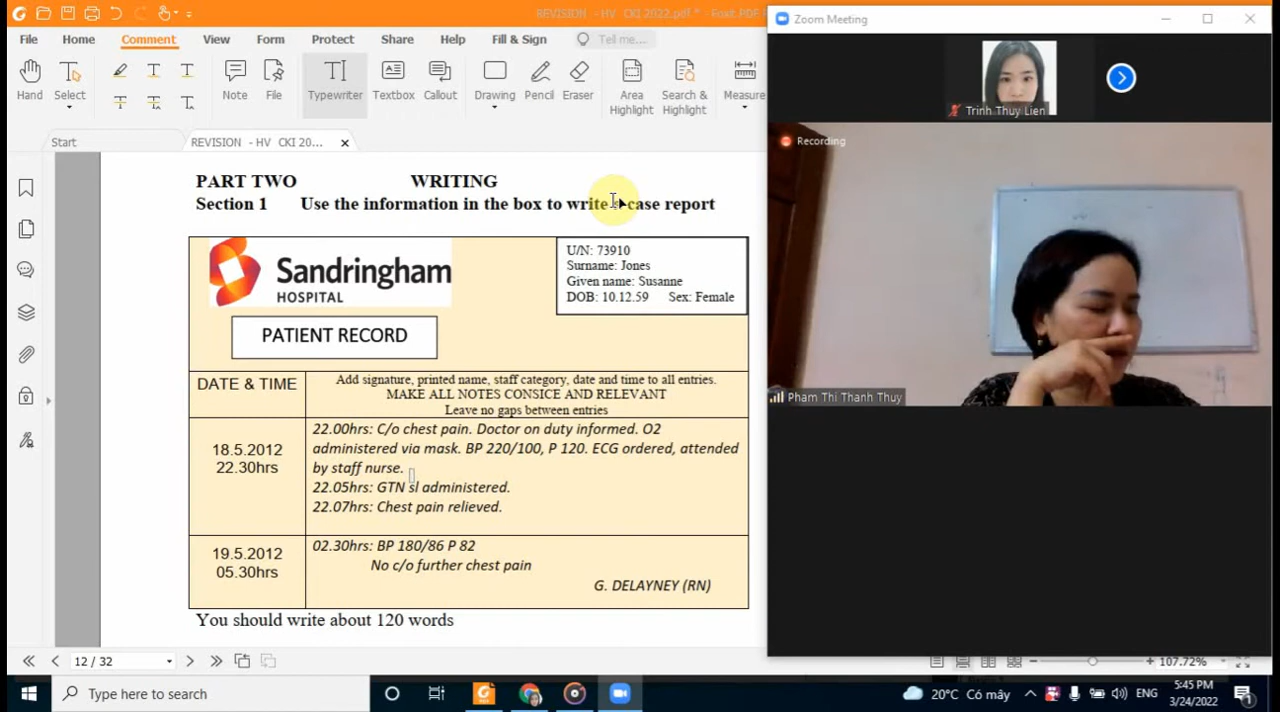 REVISION - HV CKI 2022.pdf * - Foxit PDF
File Home Comment View Form Protect Share Help Fill & Sign Tell me...
Hand Select Note File Typewriter Textbox Callout Drawing Pencil Eraser Area Highlight Search & Highlight Measure
Start REVISION - HV CKI 20...
PART TWO WRITING
Section 1 Use the information in the box to write a case report
Sandringham
HOSPITAL
U/N: 73910
Surname: Jones
Given name: Susanne
DOB: 10.12.59 Sex: Female
PATIENT RECORD
DATE & TIME
Add signature, printed name, staff category, date and time to all entries.
MAKE ALL NOTES CONSICE AND RELEVANT
Leave no gaps between entries
18.5.2012
22.30hrs
22.00hrs: C/o chest pain. Doctor on duty informed. O2
administered via mask. BP 220/100, P 120. ECG ordered, attended
by staff nurse.
22.05hrs: GTN sl administered.
22.07hrs: Chest pain relieved.
19.5.2012
05.30hrs
02.30hrs: BP 180/86 P 82
No c/o further chest pain
G. DELAYNEY (RN)
You should write about 120 words
12 / 32
107.72%
Zoom Meeting
Trinh Thuy Lien
Recording
Pham Thi Thanh Thuy
Type here to search
20°C Có mây
ENG
5:45 PM
3/24/2022
1